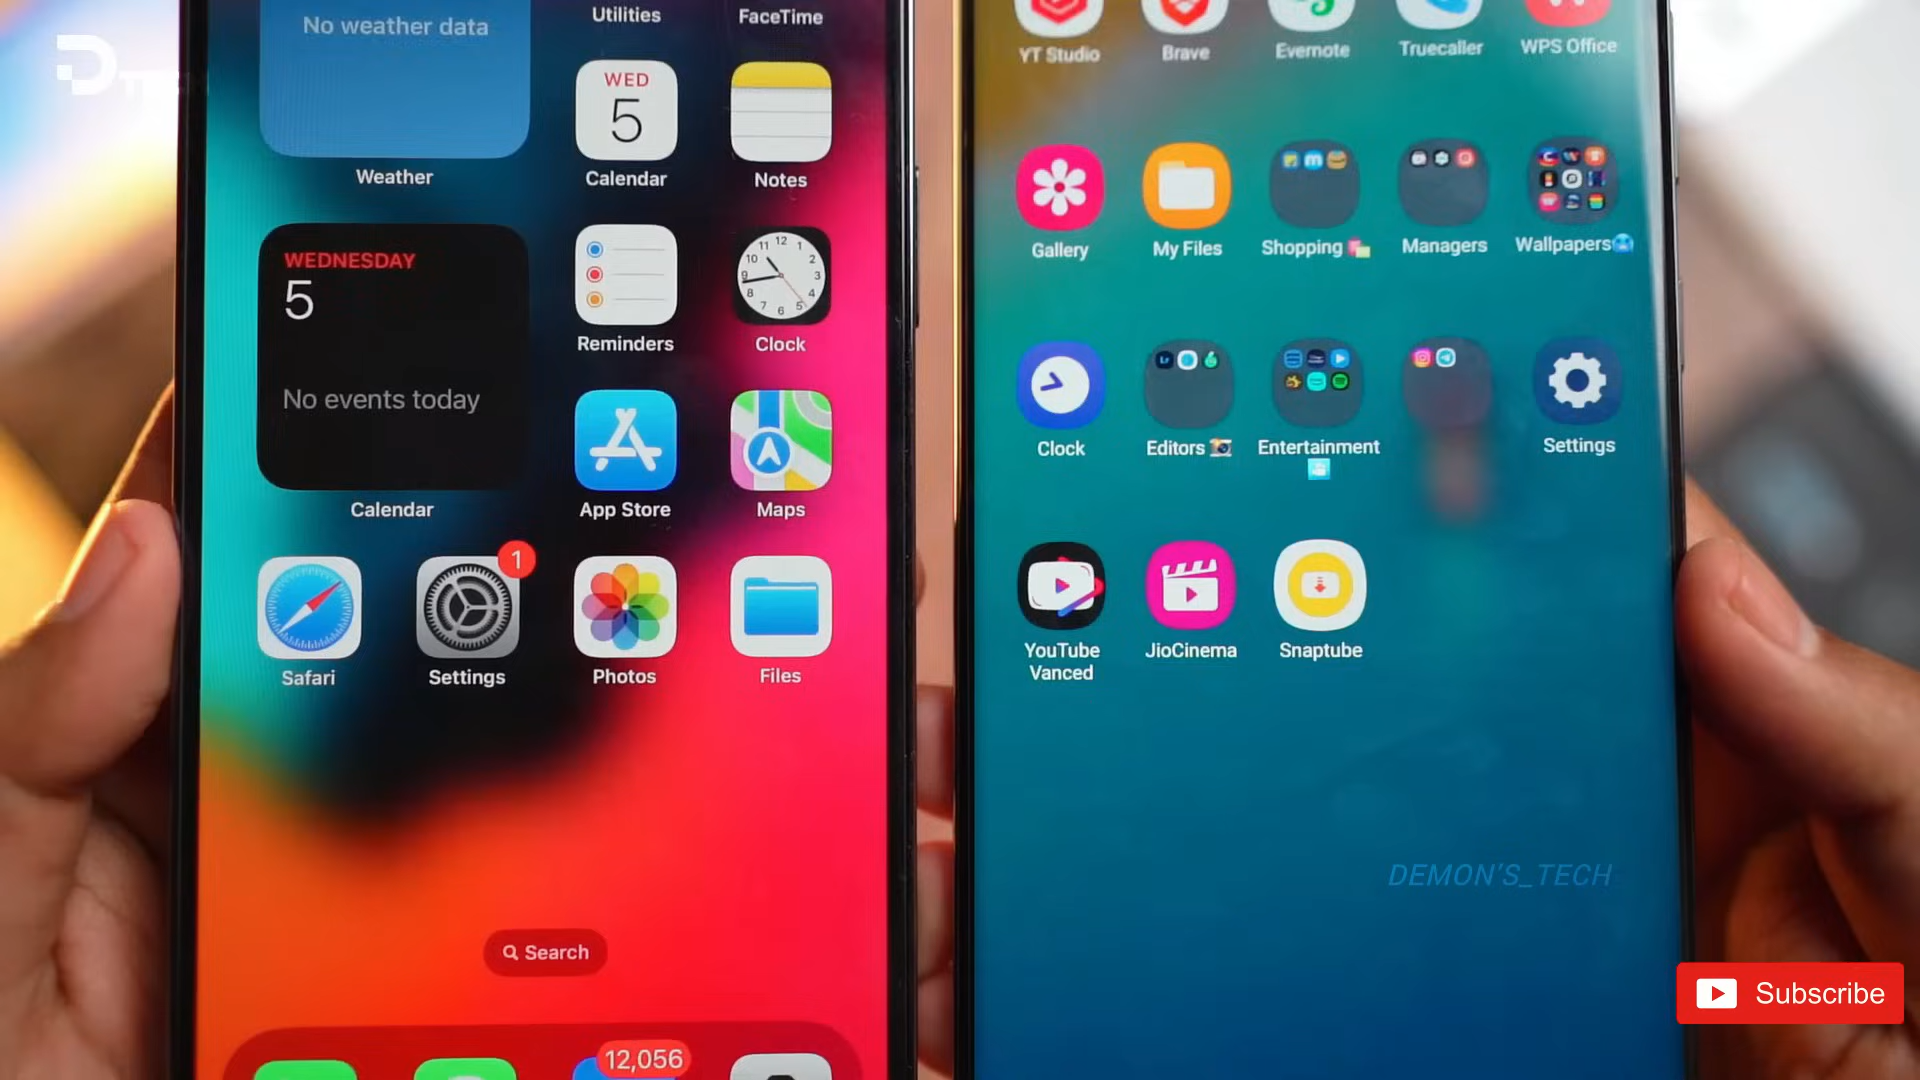 No weather data
Weather
Utilities
FaceTime
WED
5
Calendar
Notes
WEDNESDAY
5
No events today
Calendar
Reminders
Clock
App Store
Maps
1
Safari
Settings
Photos
Files
Search
12,056
YT Studio
Brave
Evernote
Truecaller
WPS Office
Gallery
My Files
Shopping
Managers
Wallpapers
Clock
Editors
Entertainment
Settings
YouTube
Vanced
JioCinema
Snaptube
DEMON'S_TECH
Subscribe